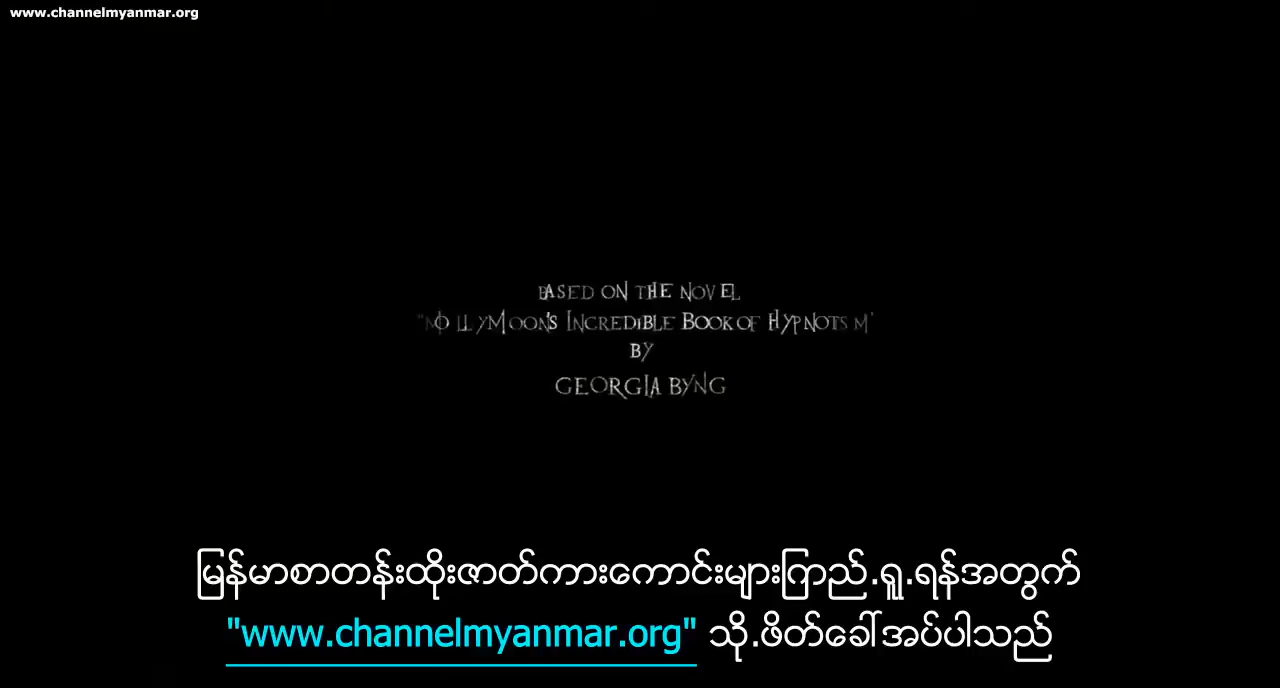 www.channelmyanmar.org
BASED ON THE NOVEL
"MOLLY MOON'S INCREDIBLE BOOK OF HYPNOTISM"
BY
GEORGIA BYNG
မြန်မာစာတန်းထိုးဇာတ်ကားကောင်းများကြည့်ရှု့ရန်အတွက်
"www.channelmyanmar.org" သို့ဖိတ်ခေါ်အပ်ပါသည်